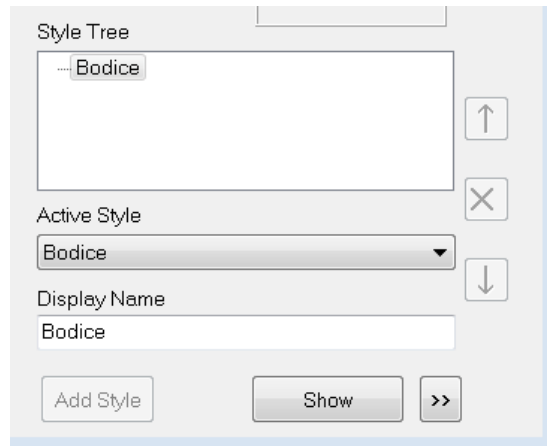 Style Tree
Bodice
Active Style
Bodice
Display Name
Bodice
Add Style
Show
>>